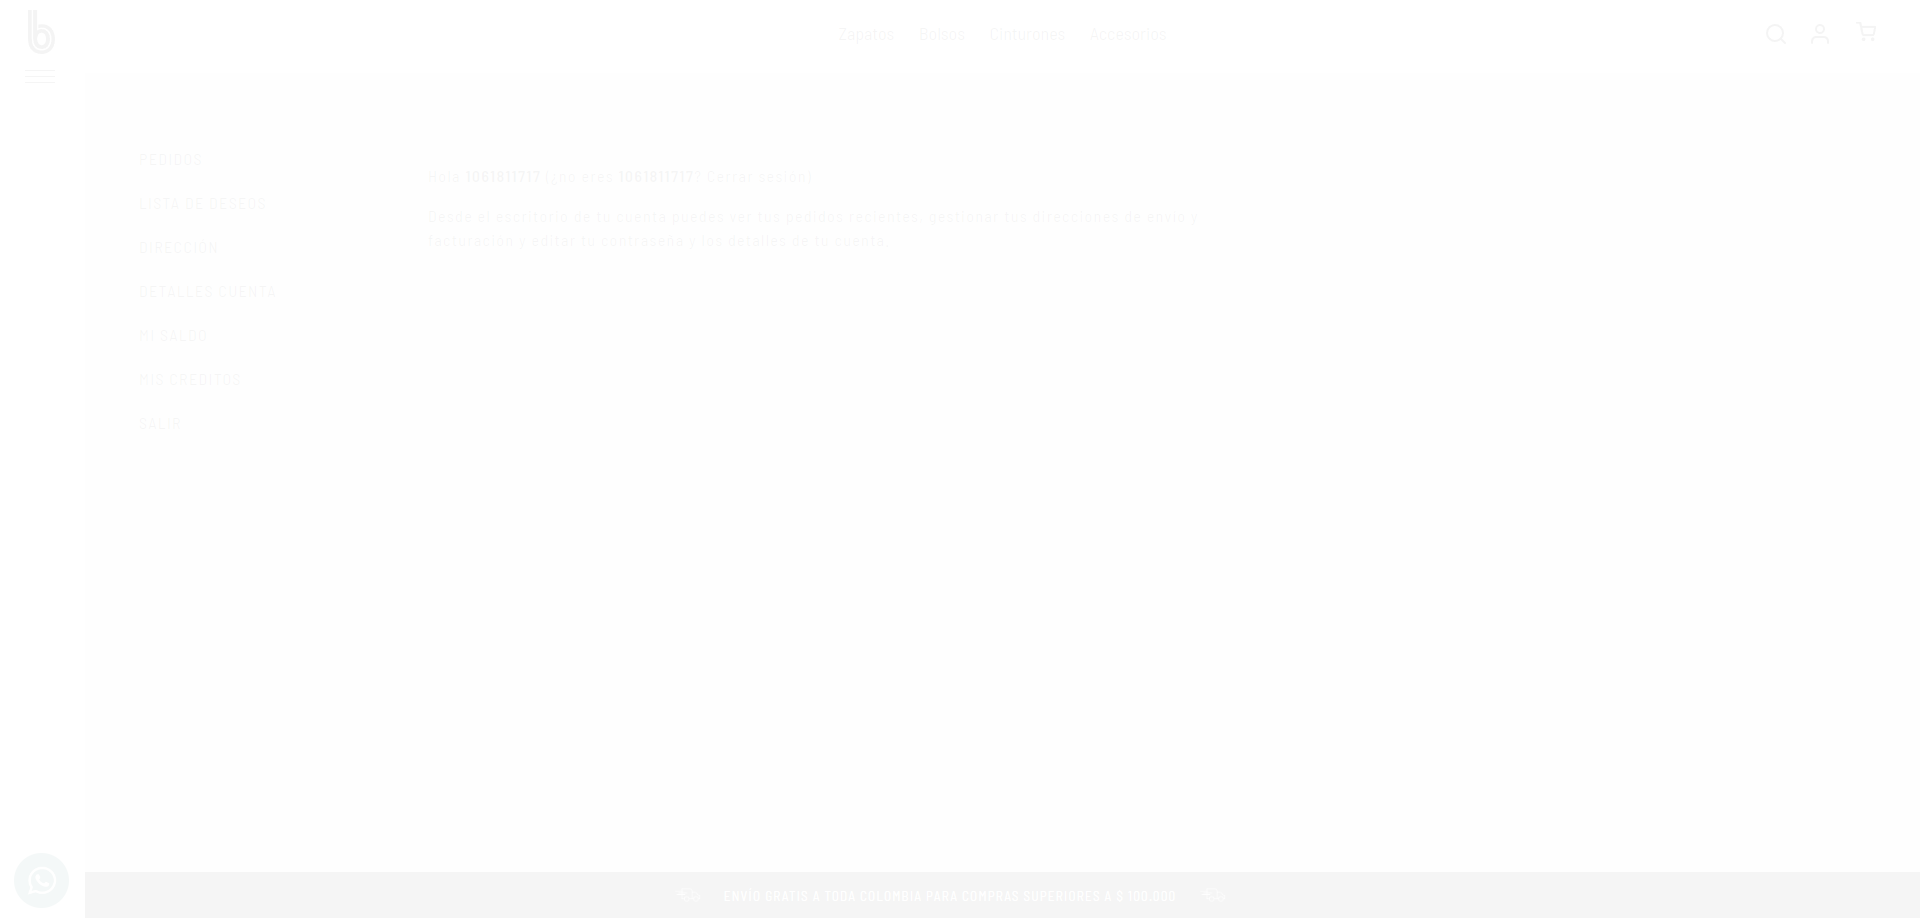 b
Zapatos Bolsos Cinturones Accesorios
PEDIDOS
LISTA DE DESEOS
DIRECCIÓN
DETALLES CUENTA
MI SALDO
MIS CREDITOS
SALIR
Hola 1061811717 (¿no eres 1061811717? Cerrar sesión)
Desde el escritorio de tu cuenta puedes ver tus pedidos recientes, gestionar tus direcciones de envío y
facturación y editar tu contraseña y los detalles de tu cuenta.
ENVÍO GRATIS A TODA COLOMBIA PARA COMPRAS SUPERIORES A $ 100.000